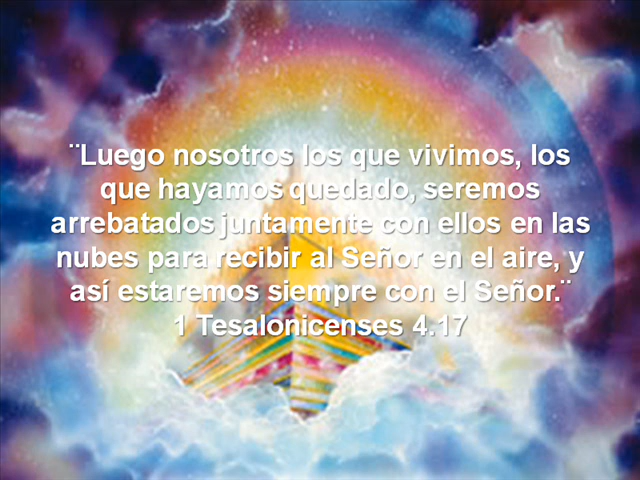 ¨Luego nosotros los que vivimos, los
que hayamos quedado, seremos
arrebatados juntamente con ellos en las
nubes para recibir al Señor en el aire, y
así estaremos siempre con el Señor.¨
1 Tesalonicenses 4.17